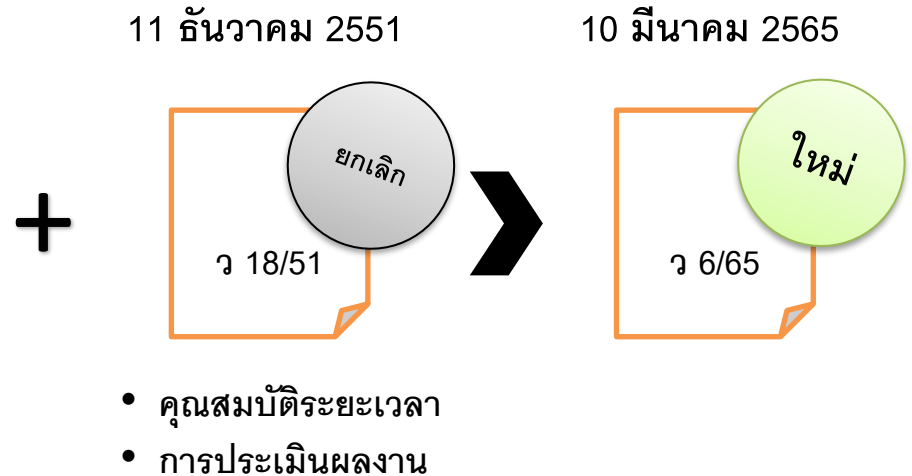 11 ธันวาคม 2551
10 มีนาคม 2565
ยกเลิก
ใหม่
+
ว 18/51
ว 6/65
• คุณสมบัติระยะเวลา
• การประเมินผลงาน